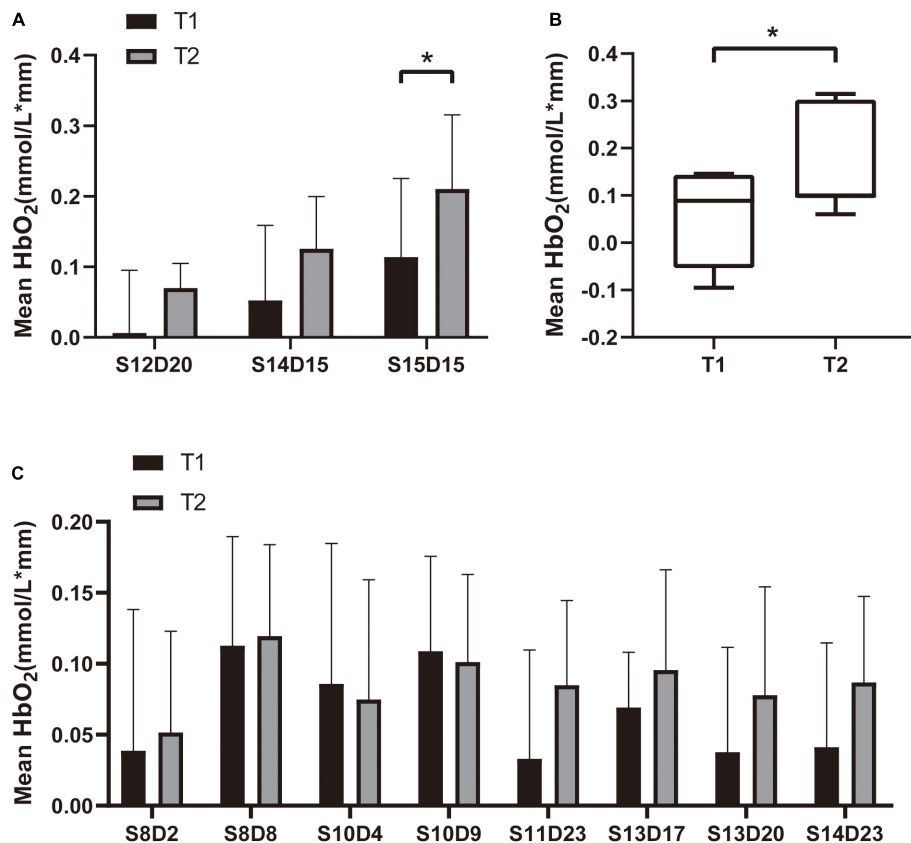 A
T1
T2
Mean HbO2(mmol/L*mm)
0.4
0.3
0.2
0.1
0.0
*
S12D20 S14D15 S15D15
B
Mean HbO2(mmol/L*mm)
0.4
0.3
0.2
0.1
0.0
-0.1
-0.2
*
T1 T2
C
T1
T2
Mean HbO2(mmol/L*mm)
0.20
0.15
0.10
0.05
0.00
S8D2 S8D8 S10D4 S10D9 S11D23 S13D17 S13D20 S14D23